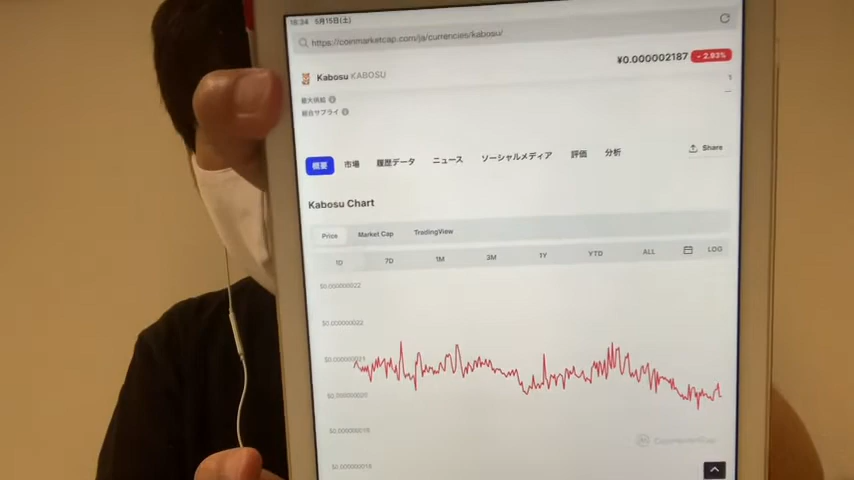 18:34 5月15日(土)
https://coinmarketcap.com/ja/currencies/kabosu/
Kabosu KABOSU
¥0.000002187 - 2.93%
最大供給
1
総合サプライ
--
概要 市場 履歴データ ニュース ソーシャルメディア 評価 分析 Share
Kabosu Chart
Price Market Cap TradingView
1D 7D 1M 3M 1Y YTD ALL LOG
$0.000000022
$0.000000022
$0.000000021
$0.000000020
$0.000000019
$0.000000018
CoinMarketCap